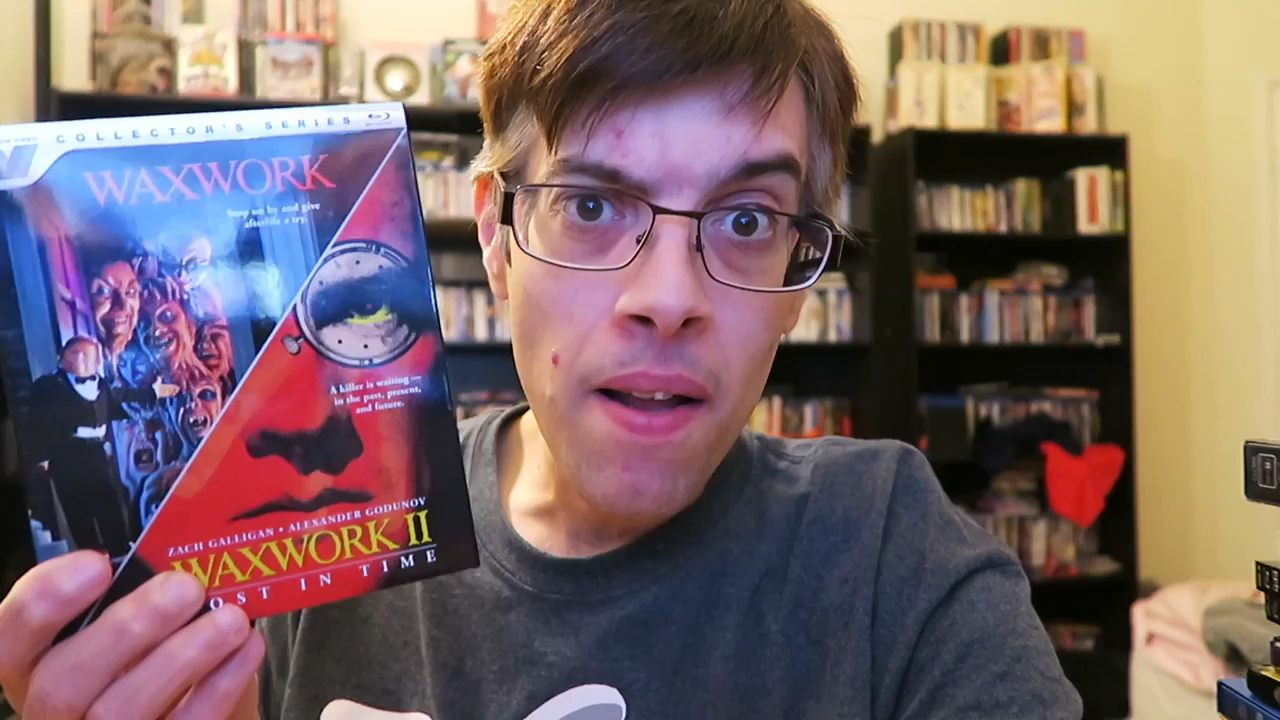 COLLECTOR'S SERIES
WAXWORK
Stop on by and give
afterlife a try.
A killer is waiting —
in the past, present,
and future.
ZACH GALLIGAN • ALEXANDER GODUNOV
WAXWORK II
OST IN TIME